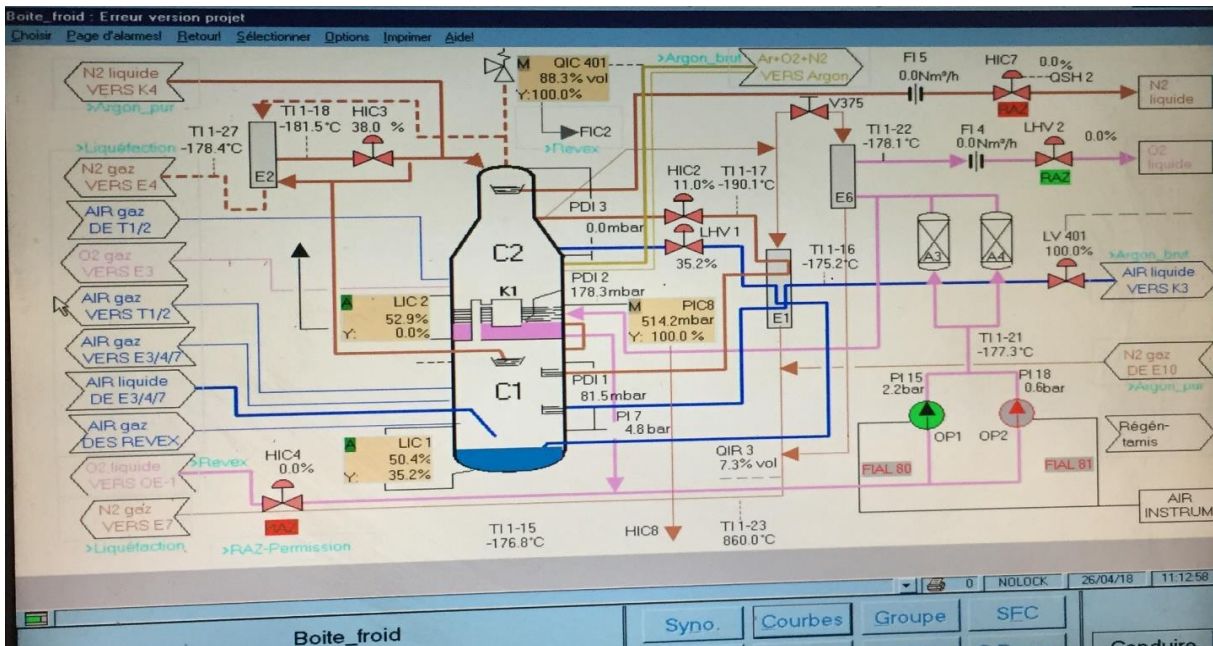 Boite_froid : Erreur version projet
Choisir Page d'alarmes! Retour! Sélectionner Options Imprimer Aide!
N2 liquide
VERS K4
>Argon_pur
TI 1-27
-178.4°C
>Liquéfaction
N2 gaz
VERS E4
AIR gaz
DE T1/2
O2 gaz
VERS E3
AIR gaz
VERS T1/2
AIR gaz
VERS E3/4/7
AIR liquide
DE E3/4/7
AIR gaz
DES REVEX
O2 liquide
VERS OE-1
>Revex
N2 gaz
VERS E7
>Liquéfaction
>RAZ-Permission
HIC4
0.0%
RAZ
E2
TI 1-18
-181.5°C
HIC3
38.0 %
M QIC 401
88.3% vol
Y:100.0%
FIC2
>Revex
>Argon_brut
Ar+O2+N2
VERS Argon
FI 5
0.0Nm³/h
HIC7
0.0%
QSH 2
RAZ
N2
liquide
V375
TI 1-22
-178.1°C
FI 4
0.0Nm³/h
LHV 2
0.0%
RAZ
O2
liquide
E6
HIC2
11.0%
TI 1-17
-190.1°C
PDI 3
0.0mbar
LHV 1
35.2%
TI 1-16
-175.2°C
C2
K1
PDI 2
178.3mbar
A LIC 2
52.9%
Y: 0.0%
M PIC8
514.2mbar
Y: 100.0 %
E1
A3
A4
LV 401
100.0%
>Argon_brut
AIR liquide
VERS K3
TI 1-21
-177.3°C
N2 gaz
DE E10
>Argon_pur
C1
PDI 1
81.5mbar
PI 7
4.8 bar
PI 15
2.2bar
PI 18
0.6bar
OP1
OP2
Régén-
tamis
A LIC 1
50.4%
Y: 35.2%
QIR 3
7.3% vol
FIAL 80
FIAL 81
AIR
INSTRUM
TI 1-15
-176.8°C
HIC8
TI 1-23
860.0°C
0 NOLOCK 26/04/18 11:12:58
Boite_froid
Syno. Courbes Groupe SFC
Conduire